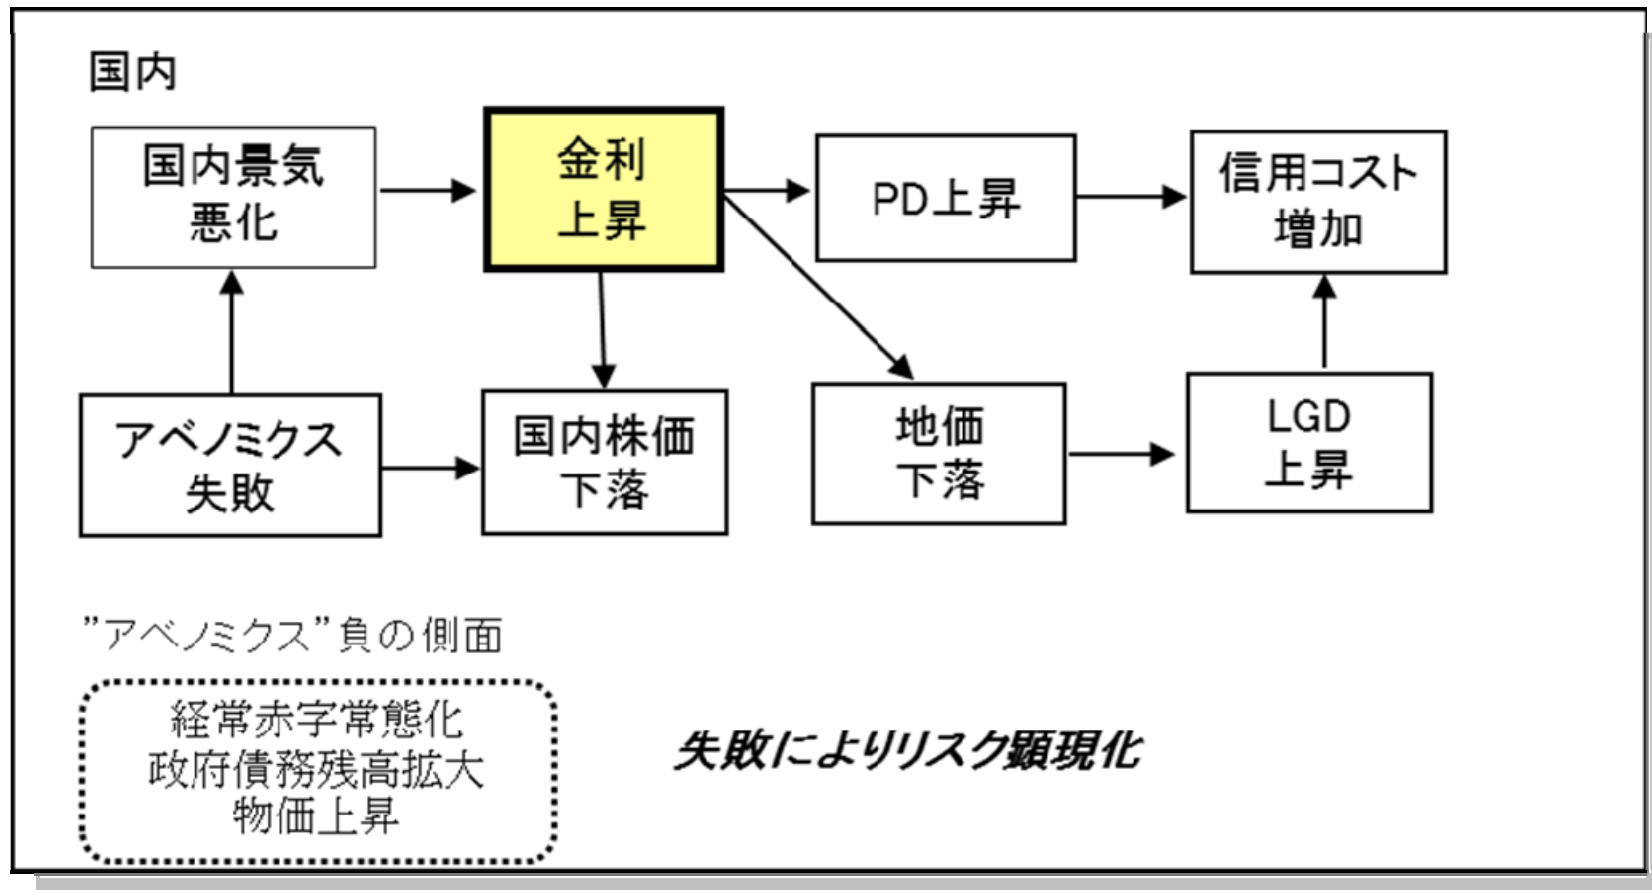 国内
国内景気
悪化
金利
上昇
PD上昇
信用コスト
増加
アベノミクス
失敗
国内株価
下落
地価
下落
LGD
上昇
”アベノミクス”負の側面
経常赤字常態化
政府債務残高拡大
物価上昇
失敗によりリスク顕現化